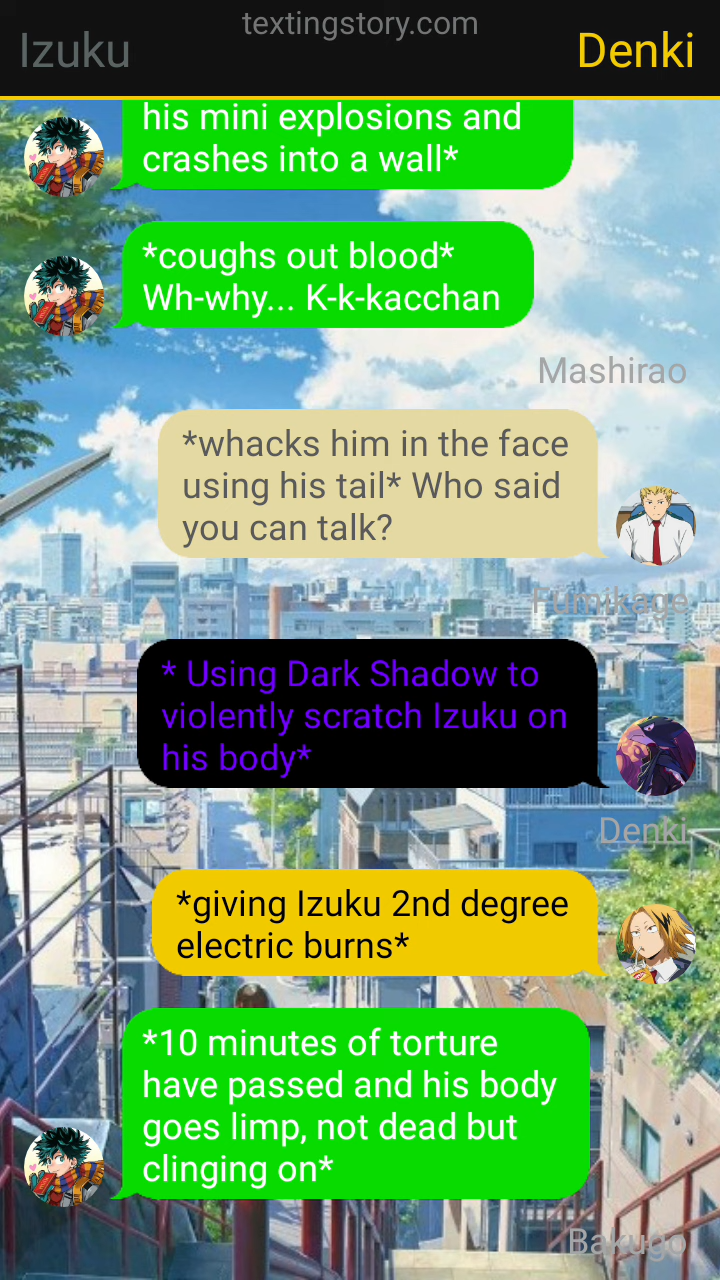 textingstory.com
Izuku
Denki
his mini explosions and
crashes into a wall*
*coughs out blood*
Wh-why... K-k-kacchan
Mashirao
*whacks him in the face
using his tail* Who said
you can talk?
Fumikage
* Using Dark Shadow to
violently scratch Izuku on
his body*
Denki
*giving Izuku 2nd degree
electric burns*
*10 minutes of torture
have passed and his body
goes limp, not dead but
clinging on*
Bakugo